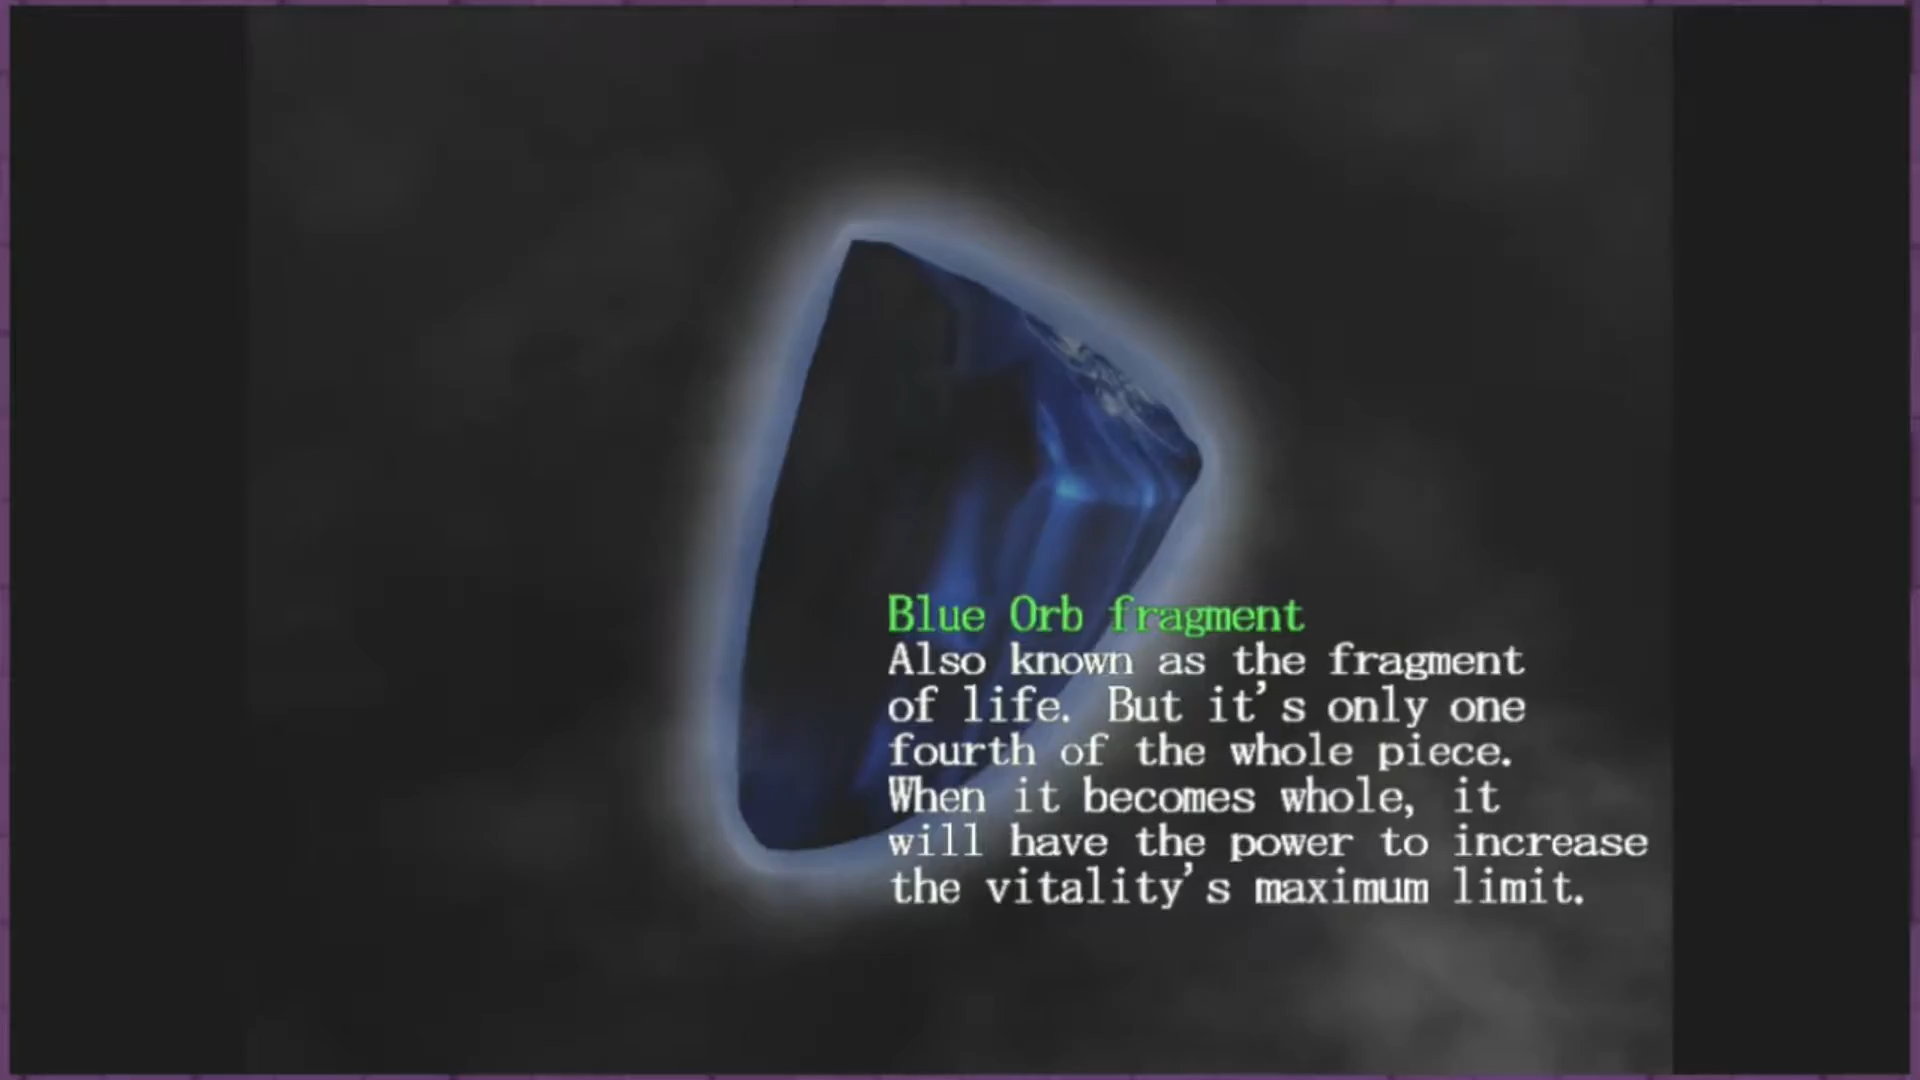 Blue Orb fragment
Also known as the fragment
of life. But it's only one
fourth of the whole piece.
When it becomes whole, it
will have the power to increase
the vitality's maximum limit.